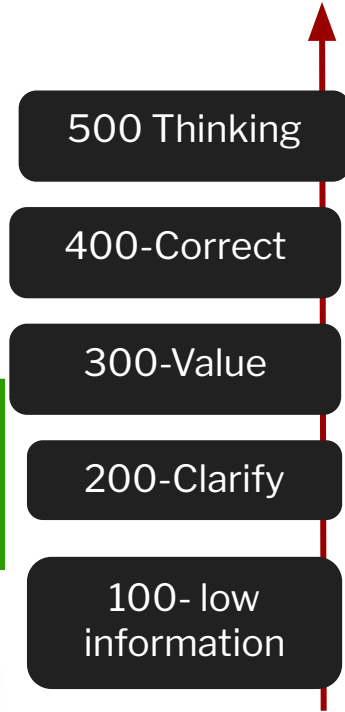 500 Thinking
400-Correct
300-Value
200-Clarify
100- low
information